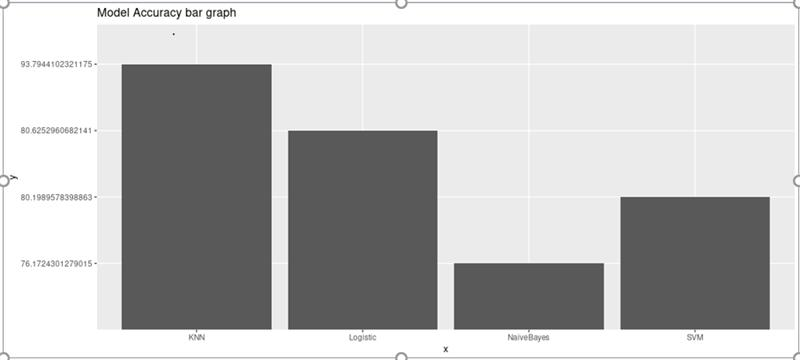 Model Accuracy bar graph
93.7944102321175
80.6252960682141
80.1989578398863
76.1724301279015
y
KNN
Logistic
NaiveBayes
SVM
x